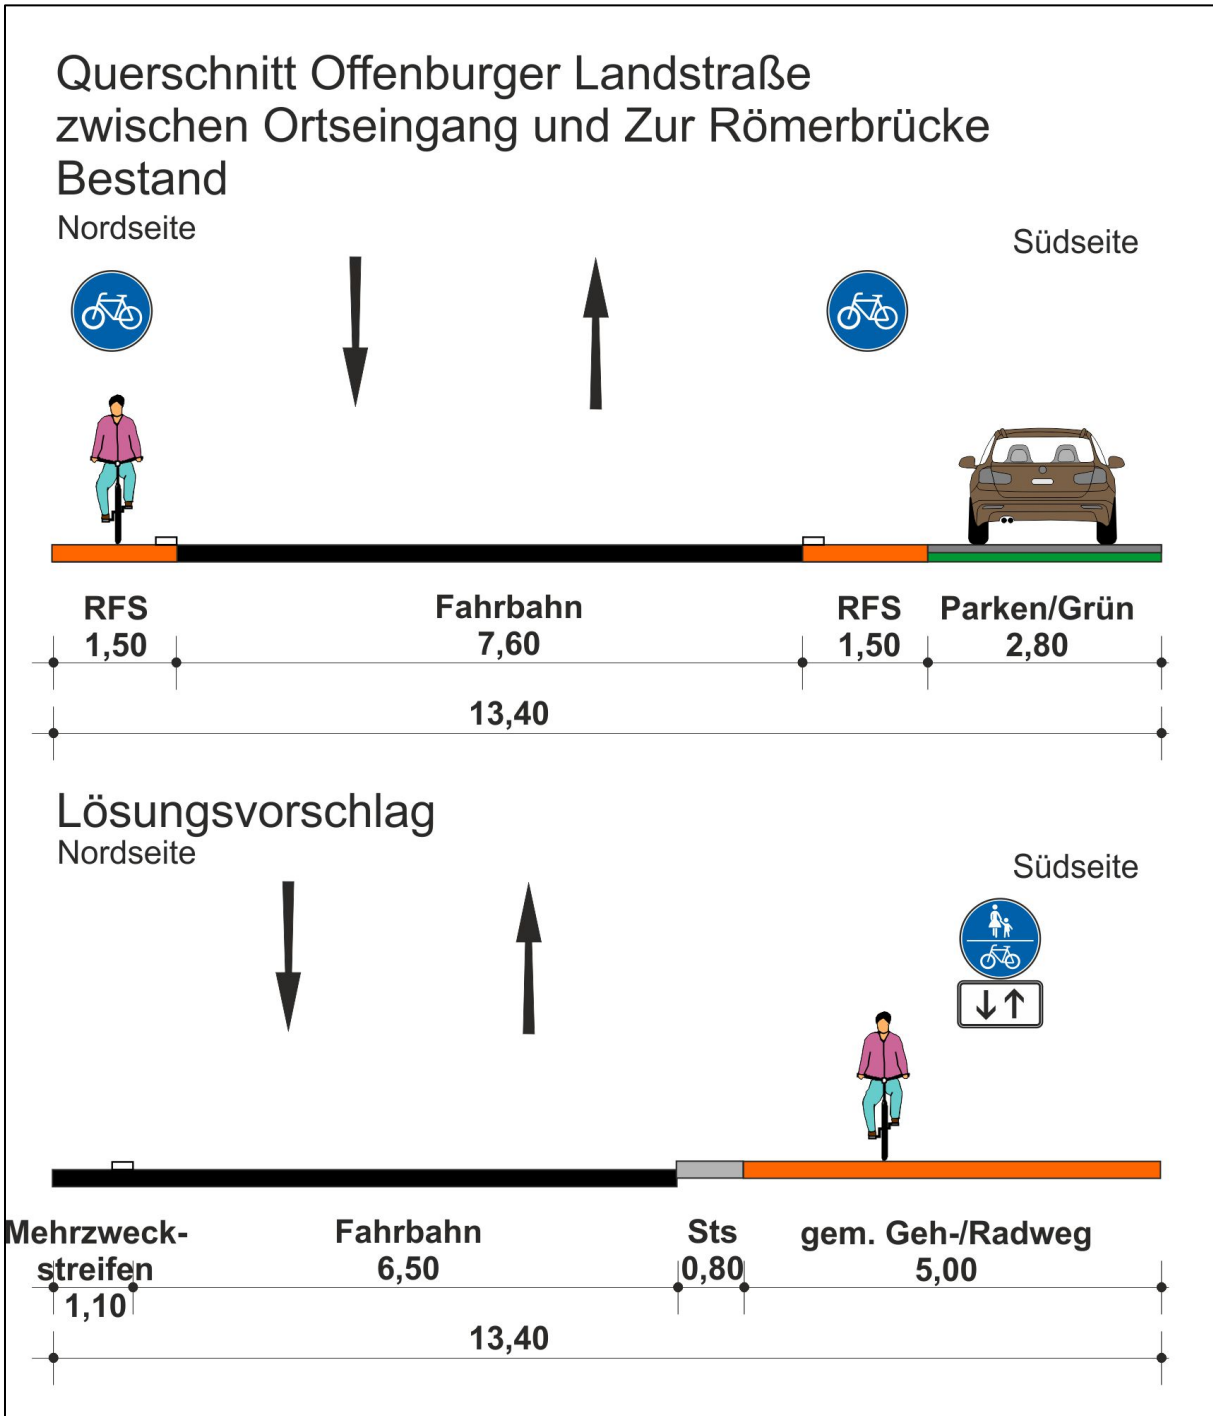 Querschnitt Offenburger Landstraße
zwischen Ortseingang und Zur Römerbrücke
Bestand
Nordseite
Südseite
RFS
Fahrbahn
RFS
Parken/Grün
1,50
7,60
1,50
2,80
13,40
Lösungsvorschlag
Nordseite
Südseite
Mehrzweck-
streifen
1,10
Fahrbahn
6,50
Sts
0,80
gem. Geh-/Radweg
5,00
13,40